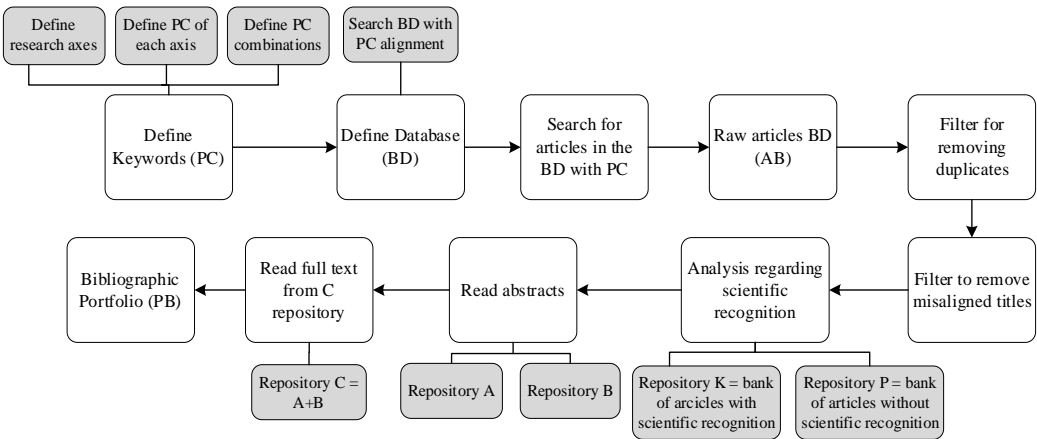 Define
research axes
Define PC of
each axis
Define PC
combinations
Search BD with
PC alignment
Define
Keywords (PC)
Define Database
(BD)
Search for
articles in the
BD with PC
Raw articles BD
(AB)
Filter for
removing
duplicates
Bibliographic
Portfolio (PB)
Read full text
from C
repository
Read abstracts
Analysis regarding
scientific
recognition
Filter to remove
misaligned titles
Repository C =
A+B
Repository A
Repository B
Repository K = bank
of arcicles with
scientific recognition
Repository P = bank
of articles without
scientific recognition